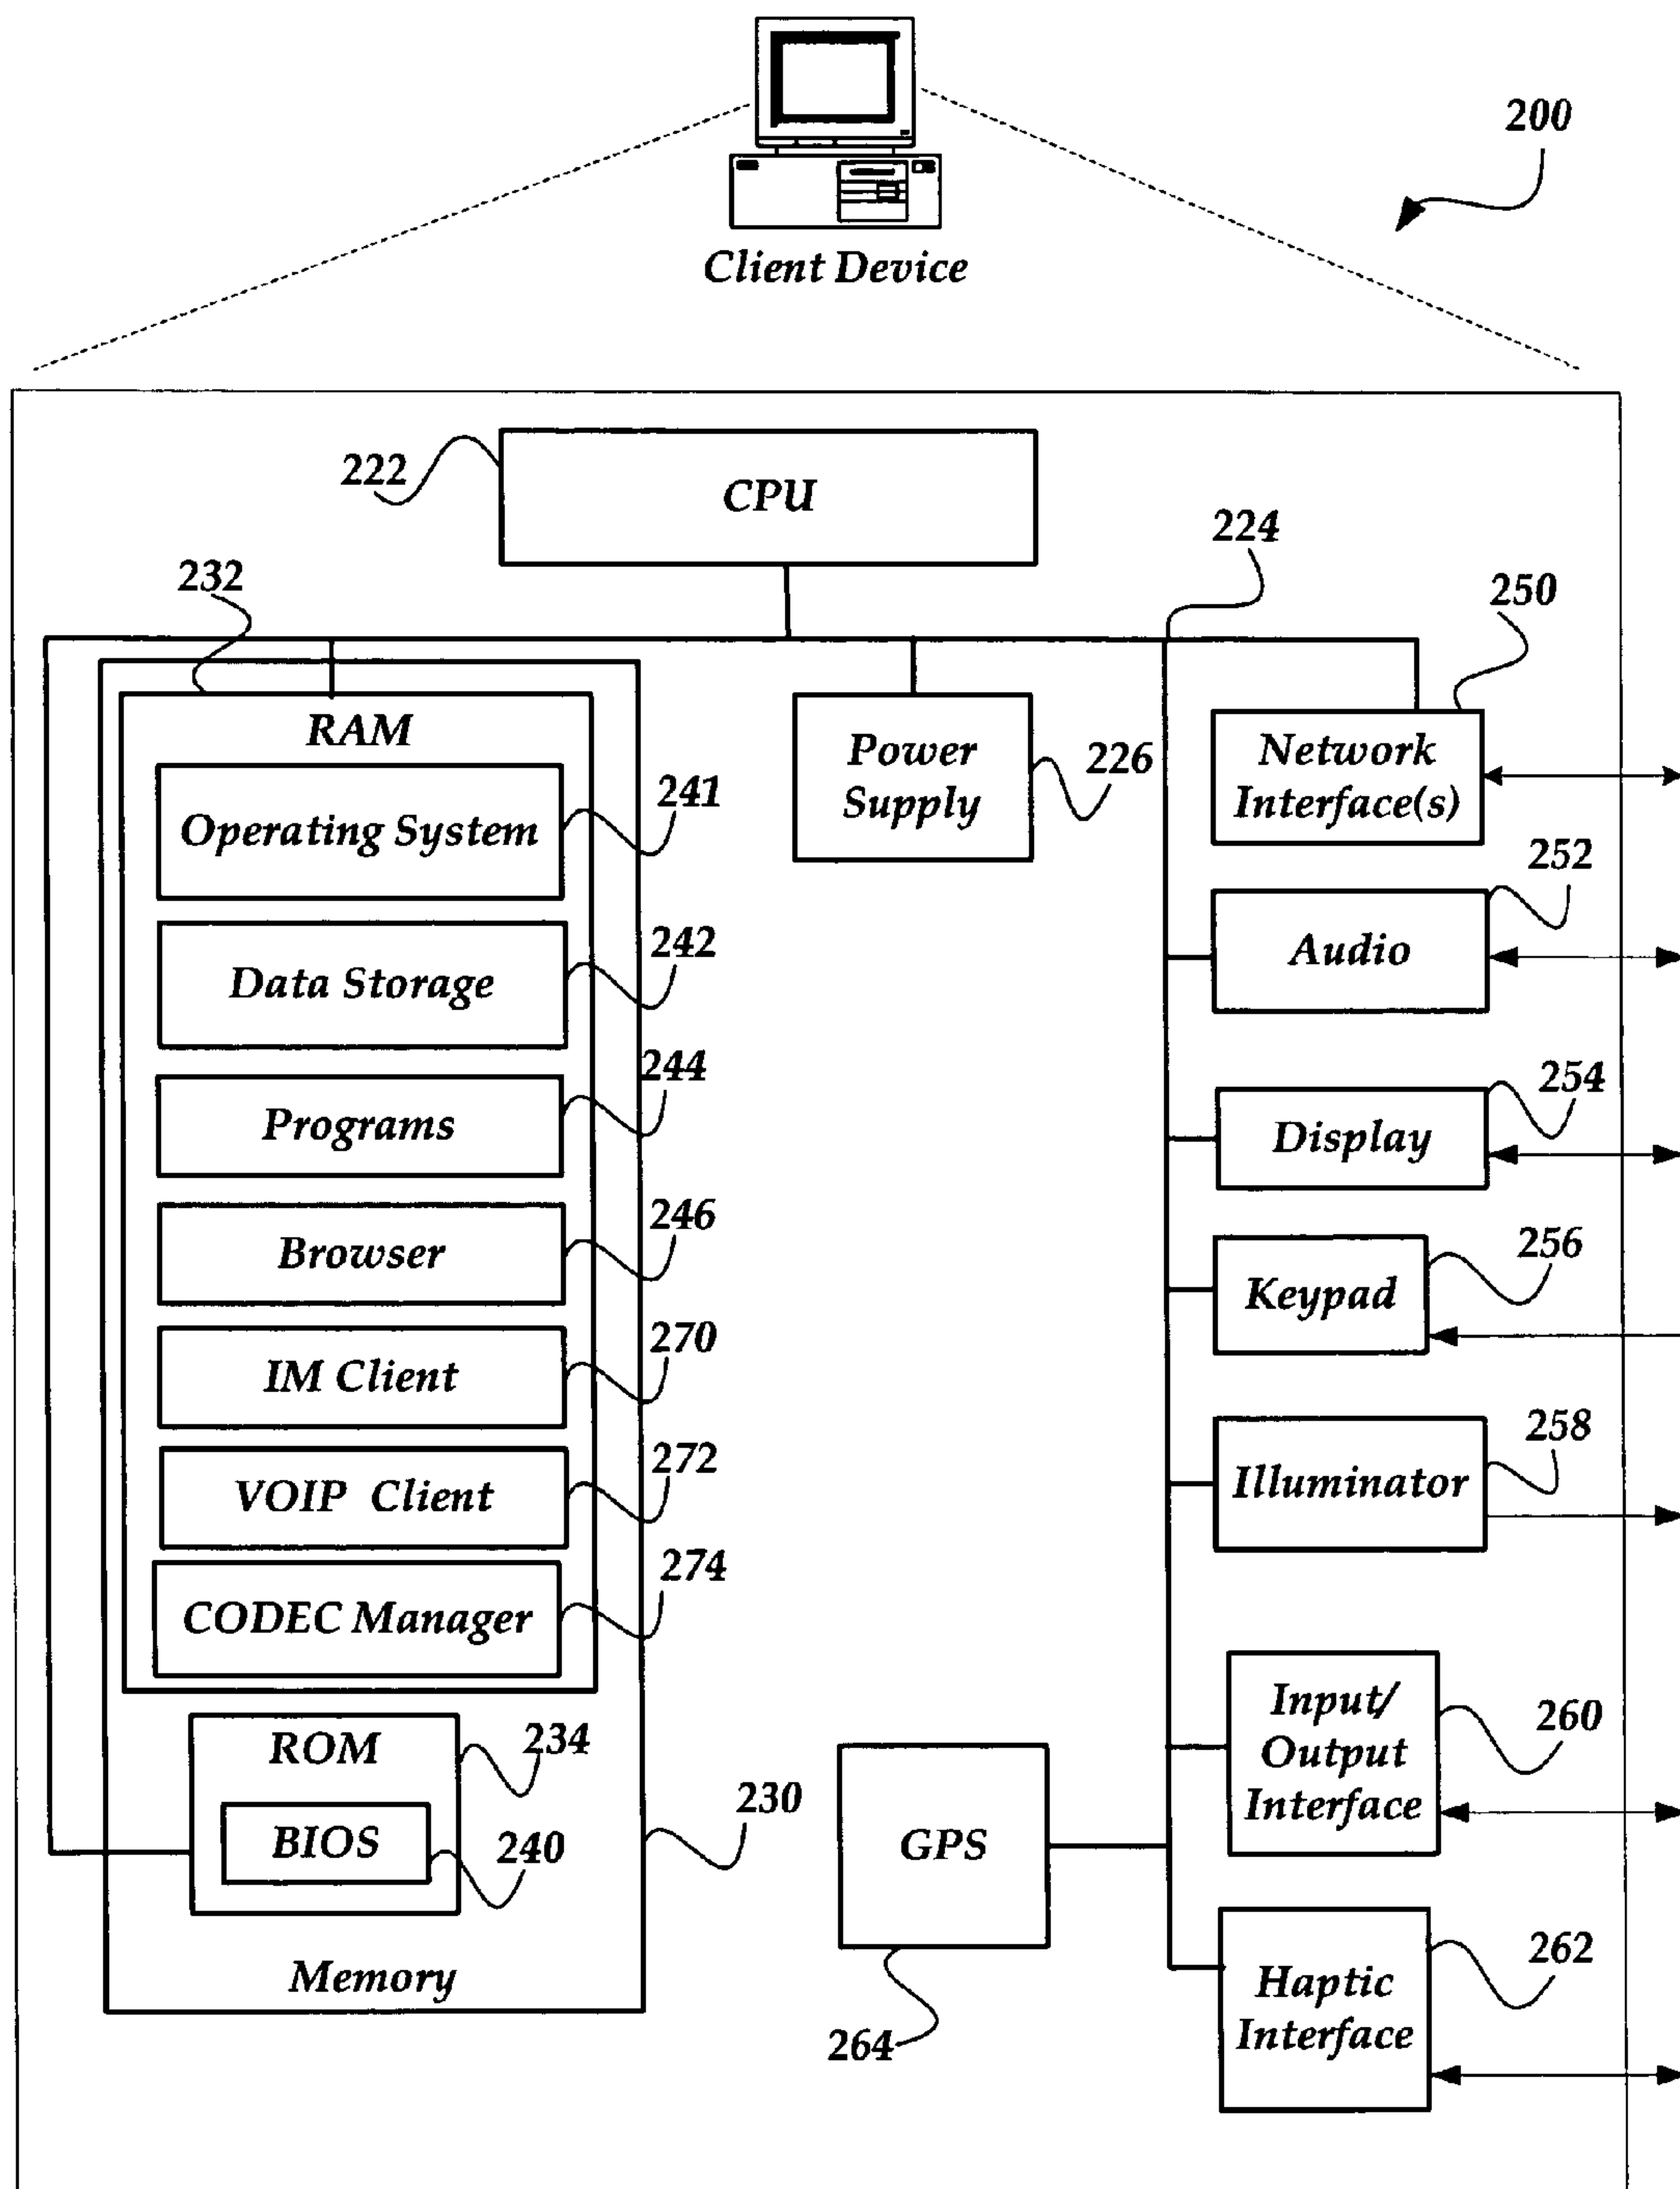 200
Client Device
222
CPU
224
232
250
RAM
Power
Supply
226
Network
Interface(s)
Operating System
241
252
Audio
Data Storage
242
254
Display
Programs
244
256
Keypad
Browser
246
IM Client
270
258
Illuminator
VOIP Client
272
CODEC Manager
274
Input/
Output
Interface
260
ROM
234
BIOS
240
230
GPS
262
Haptic
Interface
Memory
264